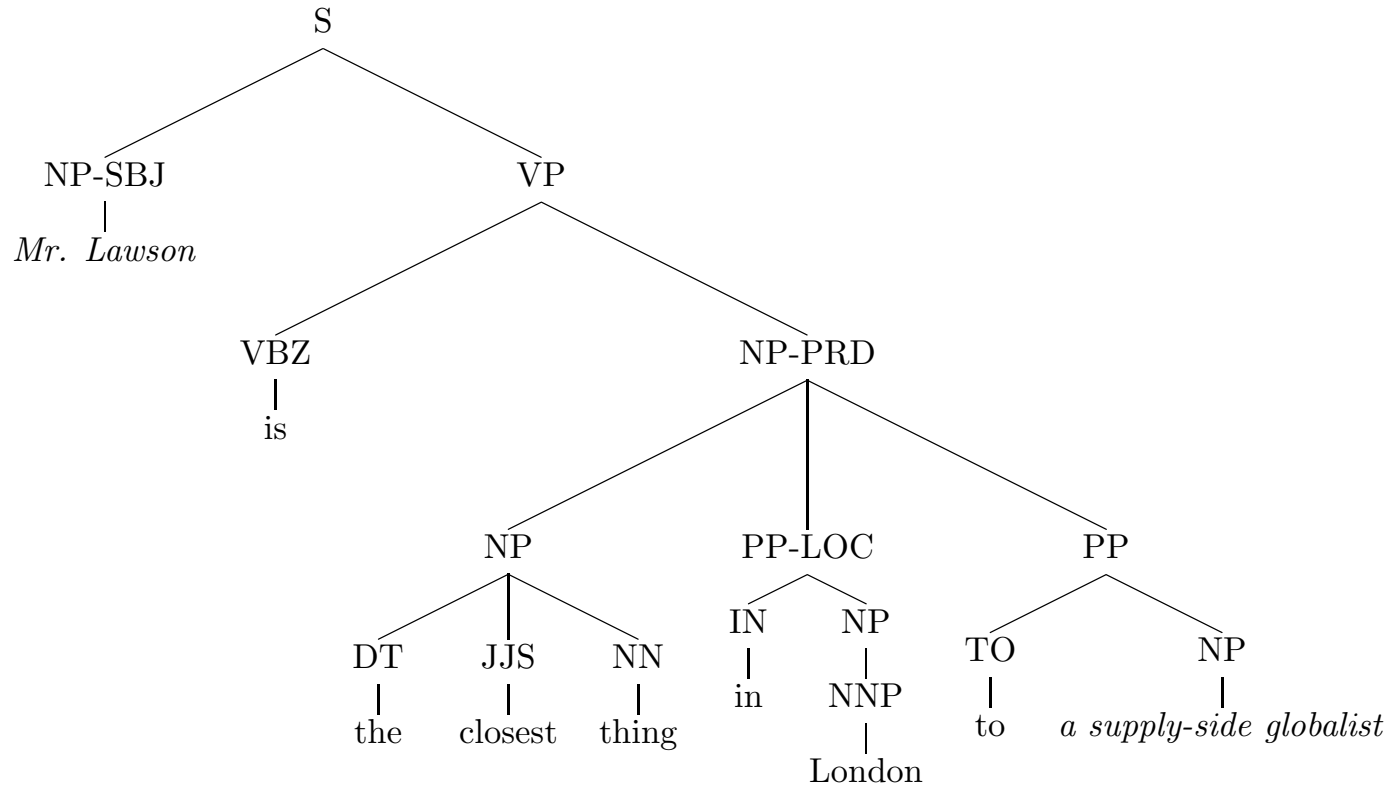 S
NP-SBJ VP
Mr. Lawson
VBZ NP-PRD
is
NP PP-LOC PP
IN NP
DT JJS NN TO NP
in NNP
the closest thing to a supply-side globalist
London